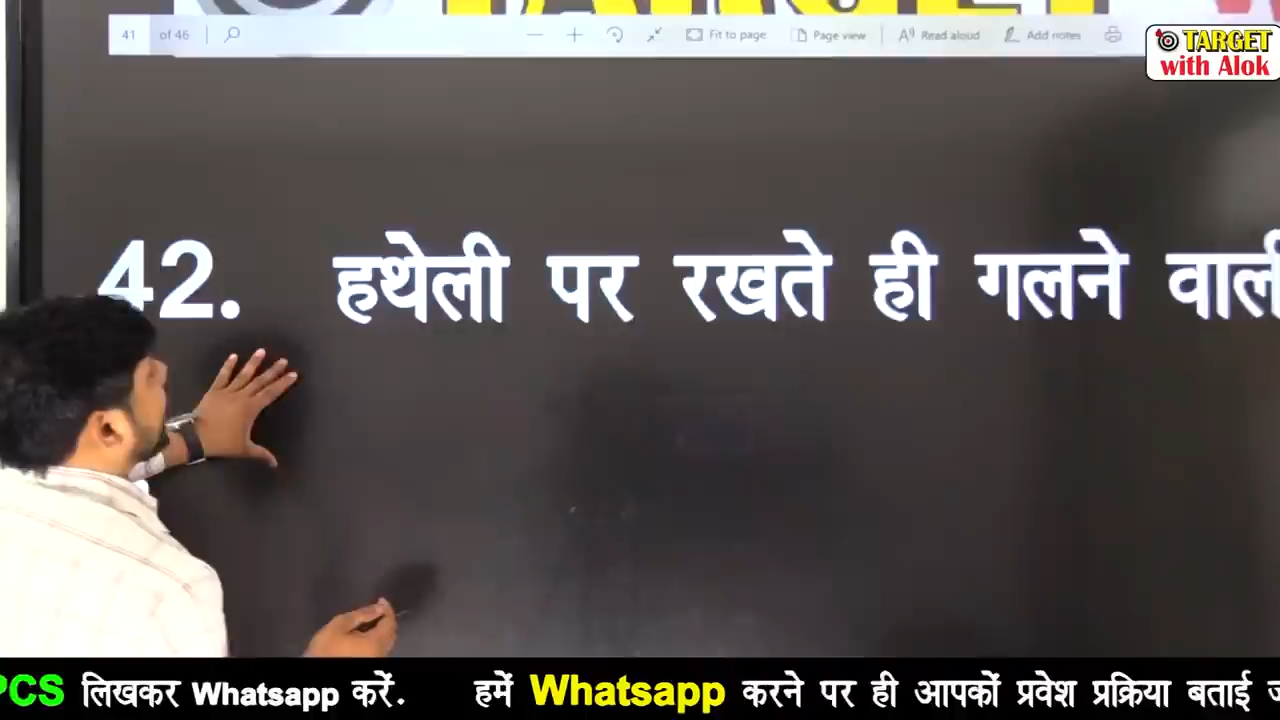 41 of 46 Fit to page Page view Read aloud Add notes
TARGET
with Alok
42. हथेली पर रखते ही गलने वाली
PCS लिखकर Whatsapp करें. हमें Whatsapp करने पर ही आपकों प्रवेश प्रक्रिया बताई